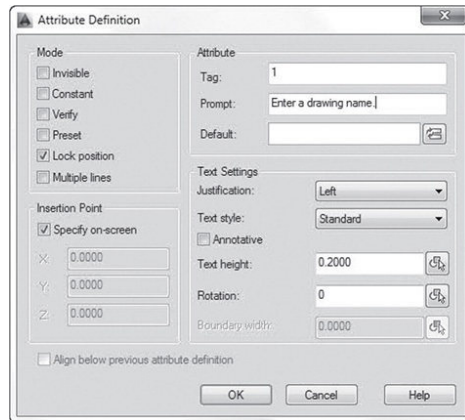 Attribute Definition
Mode
Invisible
Constant
Verify
Preset
Lock position
Multiple lines
Insertion Point
Specify on-screen
X: 0.0000
Y: 0.0000
Z: 0.0000
Attribute
Tag: 1
Prompt: Enter a drawing name.
Default:
Text Settings
Justification: Left
Text style: Standard
Annotative
Text height: 0.2000
Rotation: 0
Boundary width: 0.0000
Align below previous attribute definition
OK Cancel Help